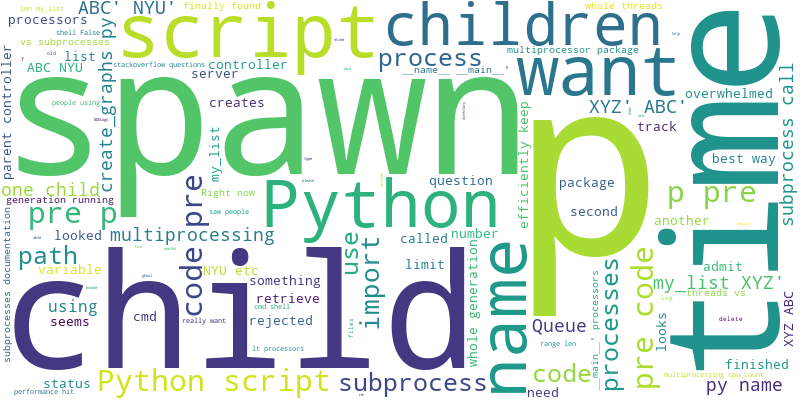 ABC' NYU'
finally found
whole threads
len my_list
processors
script
children
shell False
old
vs subprocesses
list
stackoverflow questions
controller
process
multiprocessor package
ABC NYU
server
__name__ __main__'
want
people using
creates
XYZ' ABC'
overwhelmed
spawn
p
time
parent controller
create_graphs py
my_list
efficiently keep
track
subprocess call
best way
one child
Right now
Python
question
package
p pre
generation running
saw people
second
another
pre p
code pre
looked
multiprocessing
number
called
path
NYU etc
use
import
limit
name
admit
variable
something
my_list XYZ'
threads vs
using
retrieve
processes
pre code
seems
cmd
child
rejected
cmd shell
really want
files
whole generation
Queue
__main__' processors
looks
delete
XYZ ABC
subprocesses documentation
lt processors
range len
status
Python script
subprocess
code
need
finished
multiprocessing cpu_count
py name
performance hit